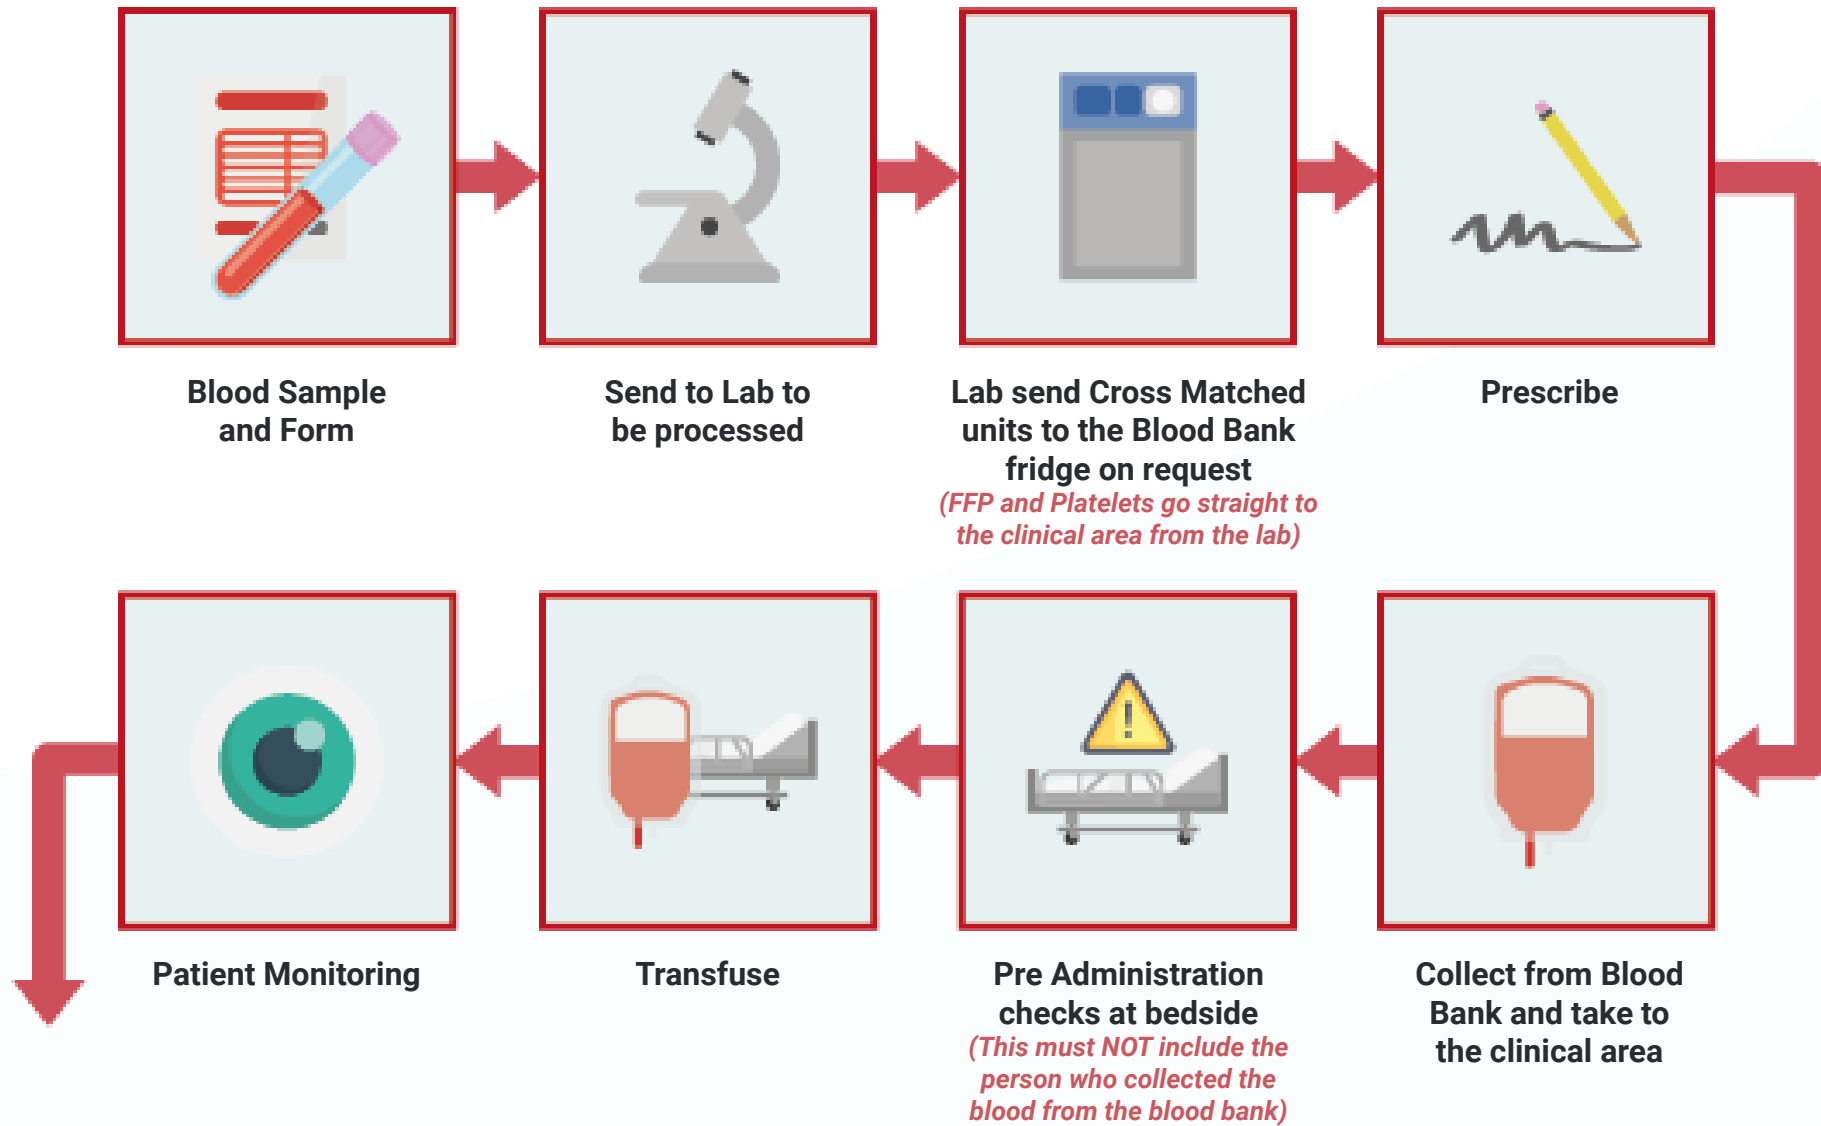 Blood Sample
and Form
Send to Lab to
be processed
Lab send Cross Matched
units to the Blood Bank
fridge on request
(FFP and Platelets go straight to
the clinical area from the lab)
Prescribe
Collect from Blood
Bank and take to
the clinical area
Pre Administration
checks at bedside
(This must NOT include the
person who collected the
blood from the blood bank)
Transfuse
Patient Monitoring